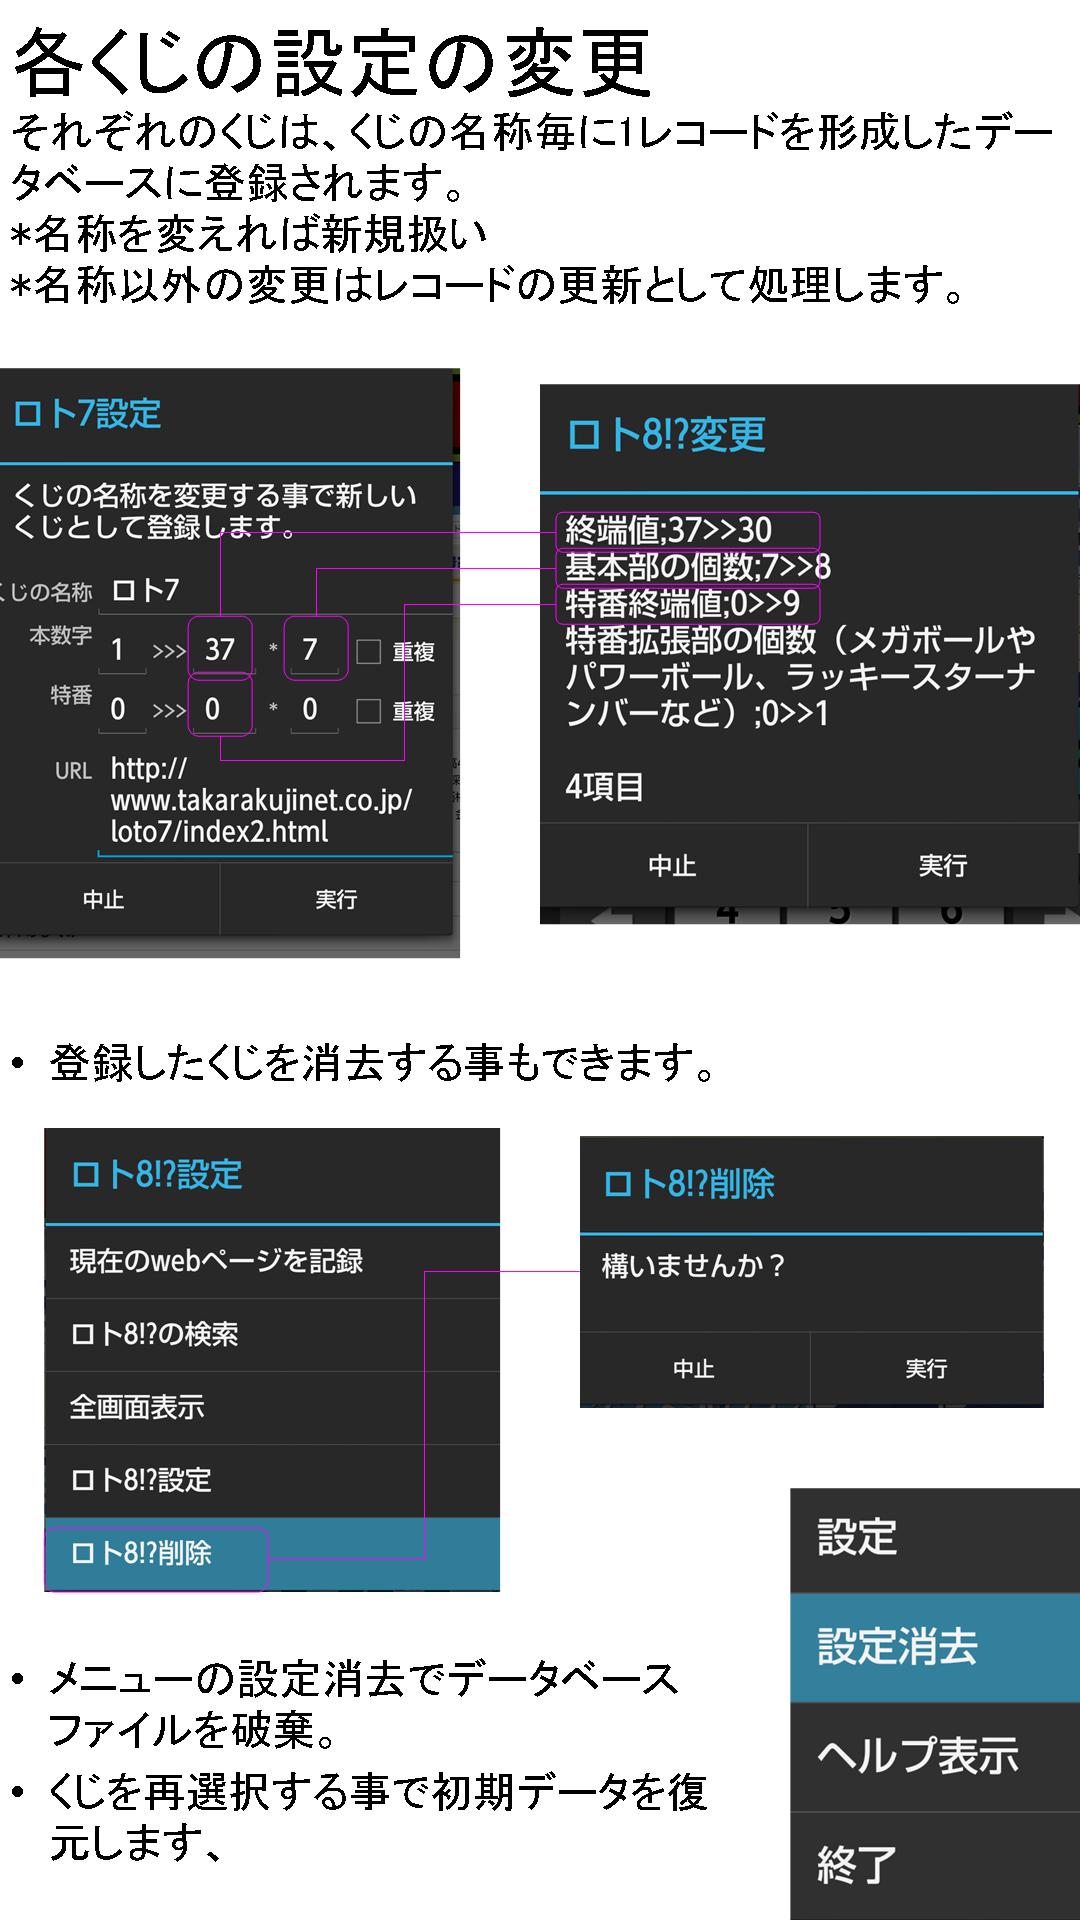 各くじの設定の変更
それぞれのくじは、くじの名称毎に1レコードを形成したデー
タベースに登録されます。
*名称を変えれば新規扱い
*名称以外の変更はレコードの更新として処理します。
ロト7設定
くじの名称を変更する事で新しい
くじとして登録します。
くじの名称 ロト7
本数字 1 >>> 37 * 7 重複
特番 0 >>> 0 * 0 重複
URL http://
www.takarakujinet.co.jp/
loto7/index2.html
中止 実行
ロト8!?変更
終端値;37>>30
基本部の個数;7>>8
特番終端値;0>>9
特番拡張部の個数（メガボールや
パワーボール、ラッキースターナ
ンバーなど）;0>>1
4項目
中止 実行
4 5 6
• 登録したくじを消去する事もできます。
ロト8!?設定
現在のwebページを記録
ロト8!?の検索
全画面表示
ロト8!?設定
ロト8!?削除
ロト8!?削除
構いませんか？
中止 実行
• メニューの設定消去でデータベース
ファイルを破棄。
• くじを再選択する事で初期データを復
元します、
設定
設定消去
ヘルプ表示
終了